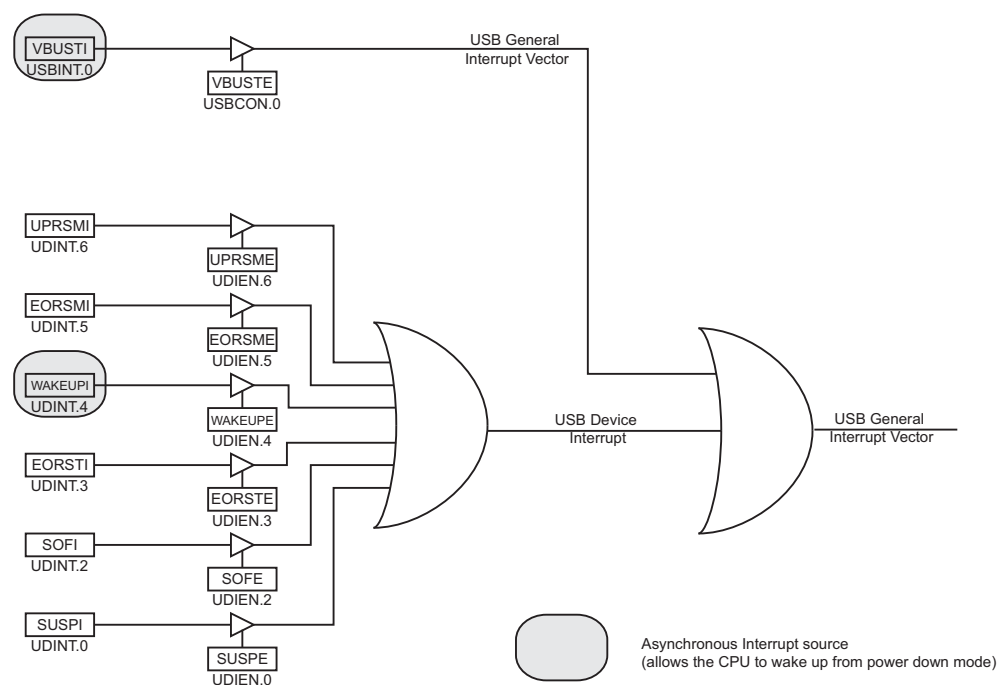 VBUSTI
USBINT.0
VBUSTE
USBCON.0
USB General
Interrupt Vector
UPRSMI
UDINT.6
UPRSME
UDIEN.6
EORSMI
UDINT.5
EORSME
UDIEN.5
WAKEUPI
UDINT.4
WAKEUPE
UDIEN.4
EORSTI
UDINT.3
EORSTE
UDIEN.3
SOFI
UDINT.2
SOFE
UDIEN.2
SUSPI
UDINT.0
SUSPE
UDIEN.0
USB Device
Interrupt
USB General
Interrupt Vector
Asynchronous Interrupt source
(allows the CPU to wake up from power down mode)